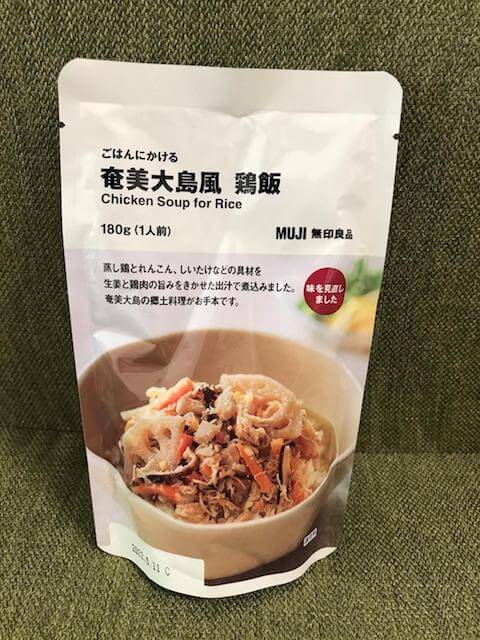 ごはんにかける
奄美大島風 鶏飯
Chicken Soup for Rice
180g(1人前)
MUJI 無印良品
蒸し鶏とれんこん、しいたけなどの具材を
生姜と鶏肉の旨みをきかせた出汁で煮込みました。
奄美大島の郷土料理がお手本です。
味を見直し
ました